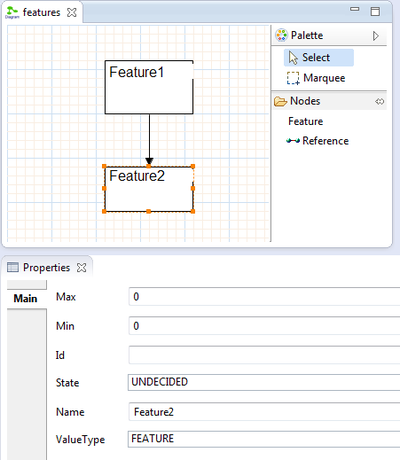 features
Palette
Select
Marquee
Nodes
Feature
Reference
Feature1
Feature2
Properties
Main
Max 0
Min 0
Id
State UNDECIDED
Name Feature2
ValueType FEATURE